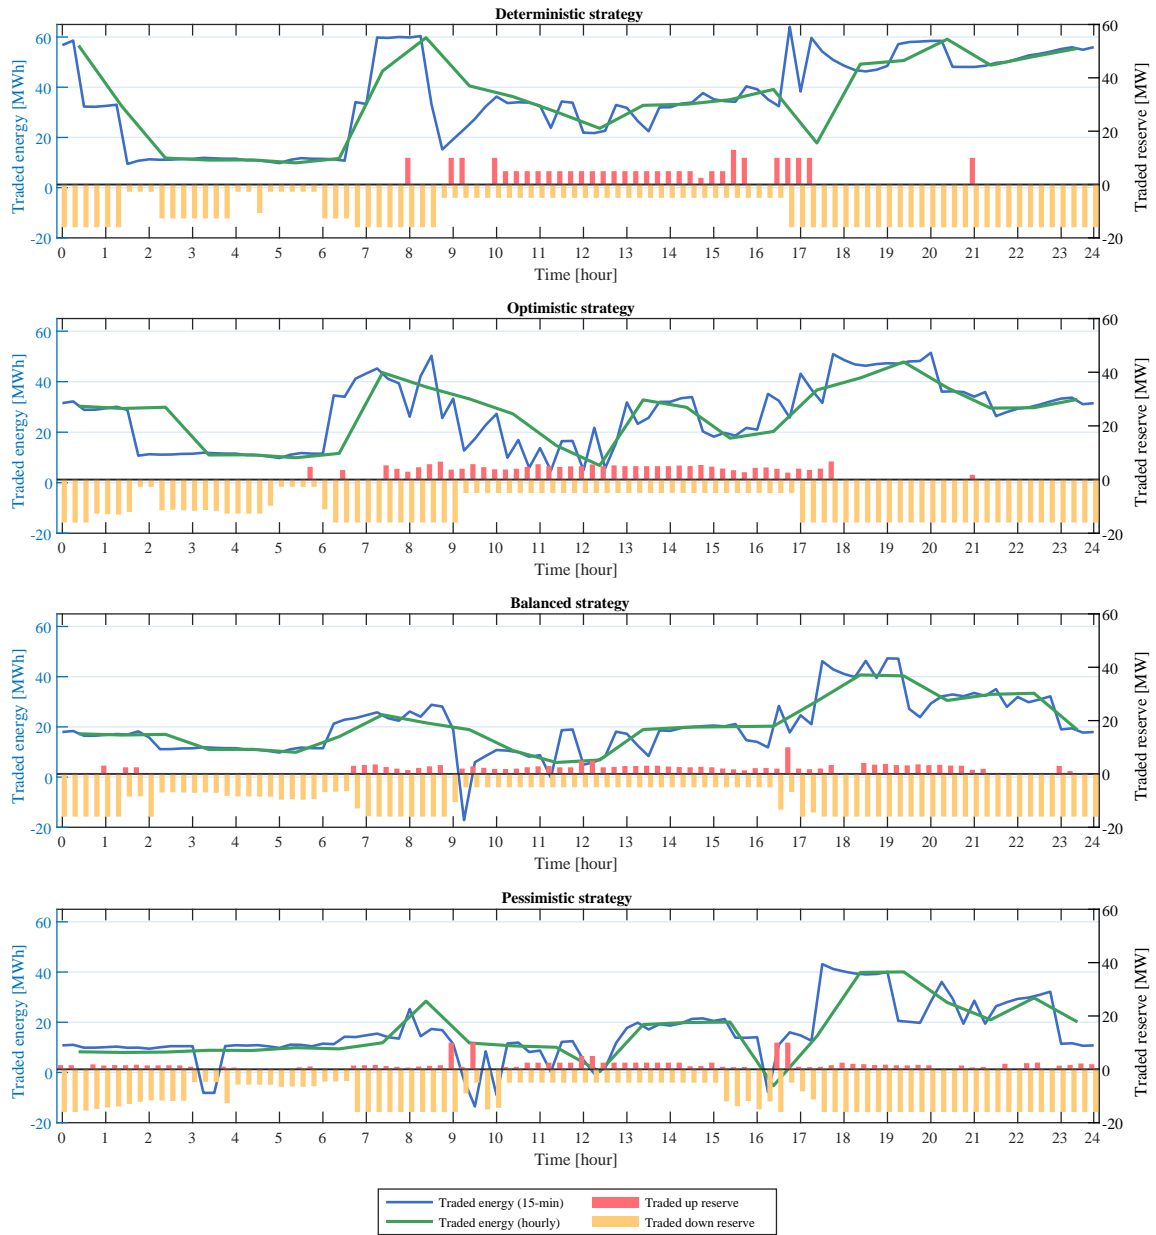 Deterministic strategy
Traded energy [MWh]
60
40
20
0
-20
60
40
20
0
-20
Traded reserve [MW]
0 1 2 3 4 5 6 7 8 9 10 11 12 13 14 15 16 17 18 19 20 21 22 23 24
Time [hour]
Optimistic strategy
Traded energy [MWh]
60
40
20
0
-20
60
40
20
0
-20
Traded reserve [MW]
0 1 2 3 4 5 6 7 8 9 10 11 12 13 14 15 16 17 18 19 20 21 22 23 24
Time [hour]
Balanced strategy
Traded energy [MWh]
60
40
20
0
-20
60
40
20
0
-20
Traded reserve [MW]
0 1 2 3 4 5 6 7 8 9 10 11 12 13 14 15 16 17 18 19 20 21 22 23 24
Time [hour]
Pessimistic strategy
Traded energy [MWh]
60
40
20
0
-20
60
40
20
0
-20
Traded reserve [MW]
0 1 2 3 4 5 6 7 8 9 10 11 12 13 14 15 16 17 18 19 20 21 22 23 24
Time [hour]
Traded energy (15-min) Traded up reserve
Traded energy (hourly) Traded down reserve